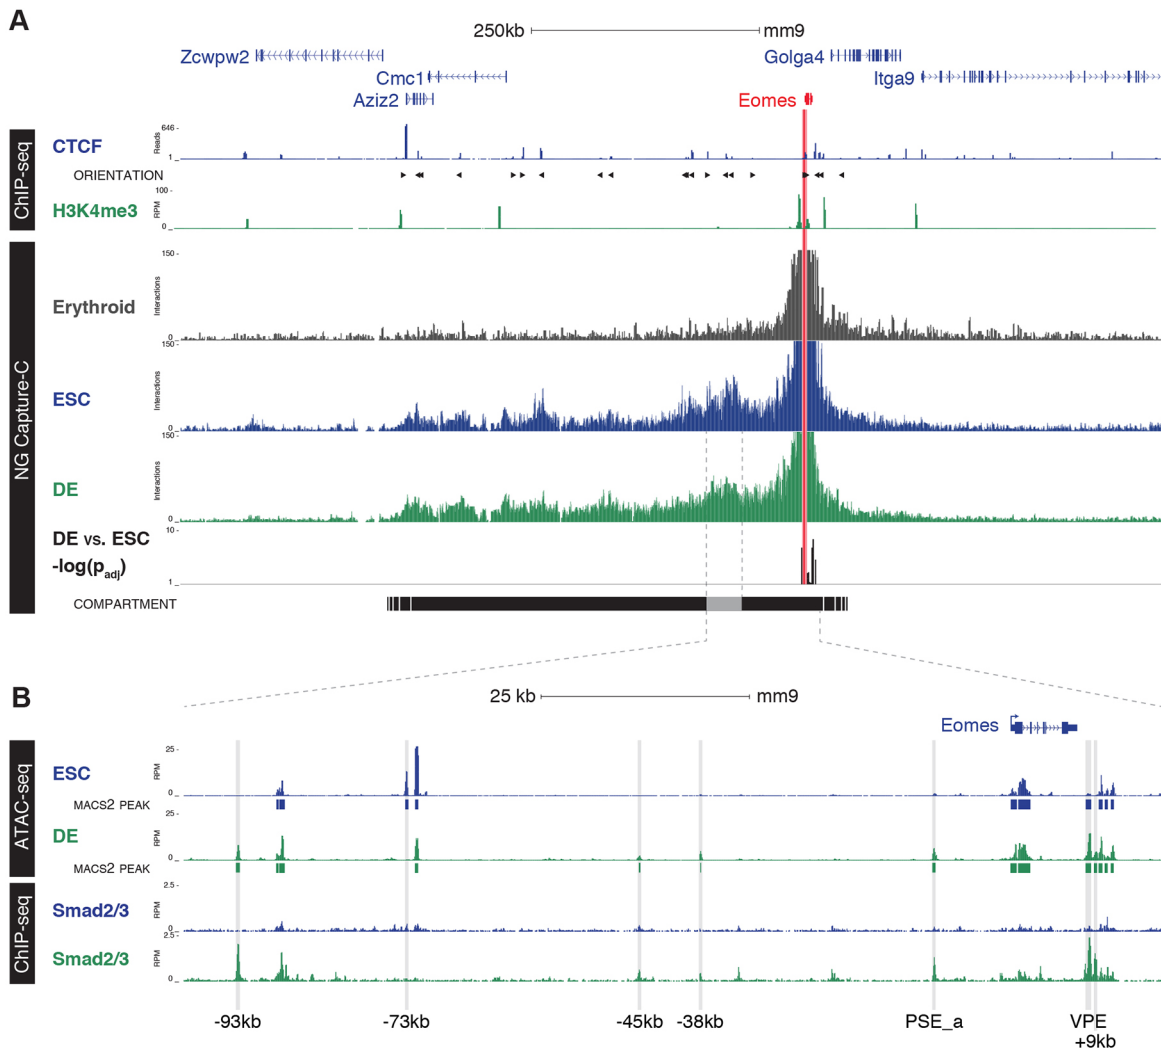 A
250kb mm9
Zcwpw2 Golga4
Cmc1 Itga9
Aziz2 Eomes
ChIP-seq
CTCF
646
Reads
1
ORIENTATION
H3K4me3
100
RPM
0
NG Capture-C
Erythroid
150
Interactions
0
ESC
150
Interactions
0
DE
150
Interactions
0
DE vs. ESC
-log(padj)
10
1
COMPARTMENT
B
25 kb mm9
Eomes
ATAC-seq
ESC
25
RPM
0
MACS2 PEAK
DE
25
RPM
0
MACS2 PEAK
ChIP-seq
Smad2/3
2.5
RPM
0
Smad2/3
2.5
RPM
0
-93kb -73kb -45kb -38kb PSE_a VPE
+9kb